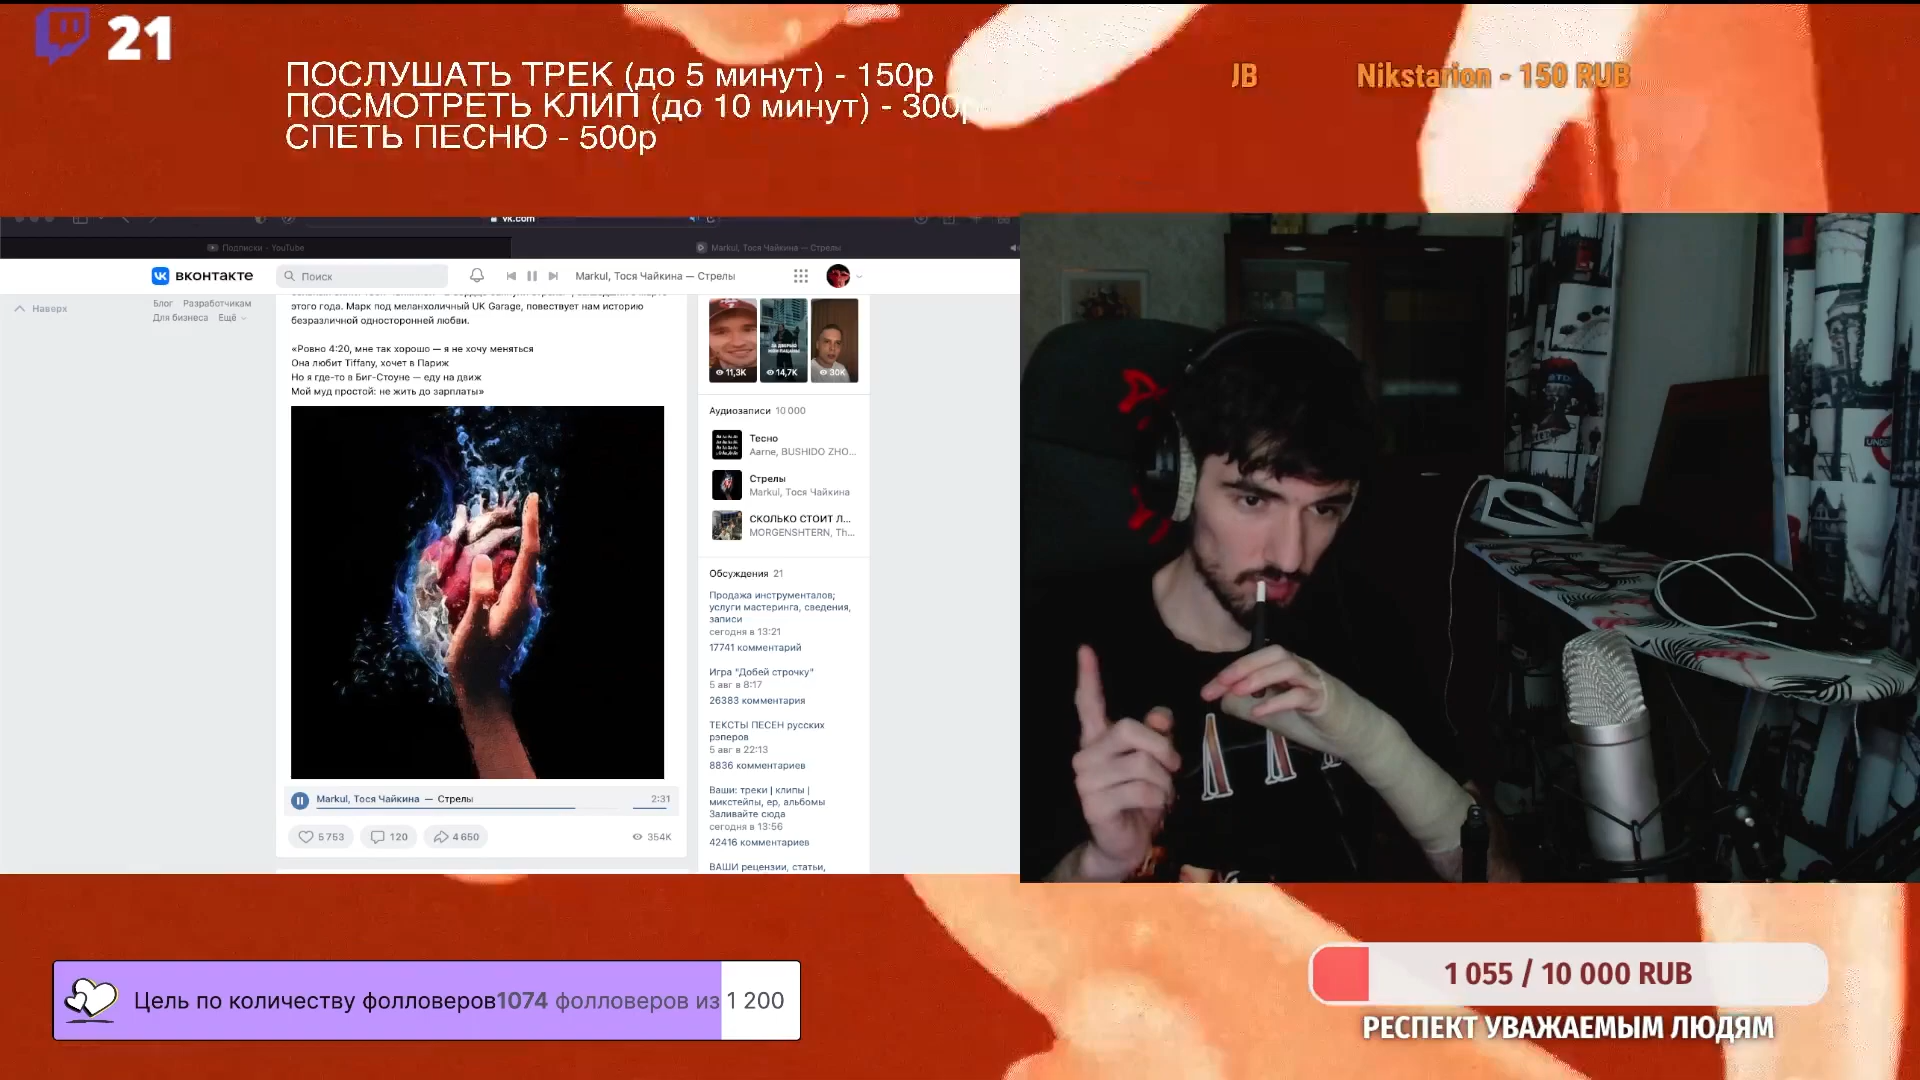 21
ПОСЛУШАТЬ ТРЕК (до 5 минут) - 150р
ПОСМОТРЕТЬ КЛИП (до 10 минут) - 300р
СПЕТЬ ПЕСНЮ - 500р
JB
Nikstarion - 150 RUB
vk.com
Подписки - YouTube
Markul, Тося Чайкина — Стрелы
вконтакте
Поиск
Markul, Тося Чайкина — Стрелы
Наверх
Блог Разработчикам
Для бизнеса Ещё
этого года. Марк под меланхоличный UK Garage, повествует нам историю
безразличной односторонней любви.
«Ровно 4:20, мне так хорошо — я не хочу меняться
Она любит Tiffany, хочет в Париж
Но я где-то в Биг-Стоуне — еду на движ
Мой муд простой: не жить до зарплаты»
Markul, Тося Чайкина — Стрелы
2:31
5 753
120
4 650
354K
11,3K
14,7K
30K
Аудиозаписи 10 000
Тесно
Aarne, BUSHIDO ZHO...
Стрелы
Markul, Тося Чайкина
СКОЛЬКО СТОИТ Л...
MORGENSHTERN, Th...
Обсуждения 21
Продажа инструменталов;
услуги мастеринга, сведения,
записи
сегодня в 13:21
17741 комментарий
Игра "Добей строчку"
5 авг в 8:17
26383 комментария
ТЕКСТЫ ПЕСЕН русских
рэперов
5 авг в 22:13
8836 комментариев
Ваши: треки | клипы |
микстейпы, ep, альбомы
Заливайте сюда
сегодня в 13:56
42416 комментариев
ВАШИ рецензии, статьи,
Цель по количеству фолловеров1074 фолловеров из 1 200
1 055 / 10 000 RUB
РЕСПЕКТ УВАЖАЕМЫМ ЛЮДЯМ